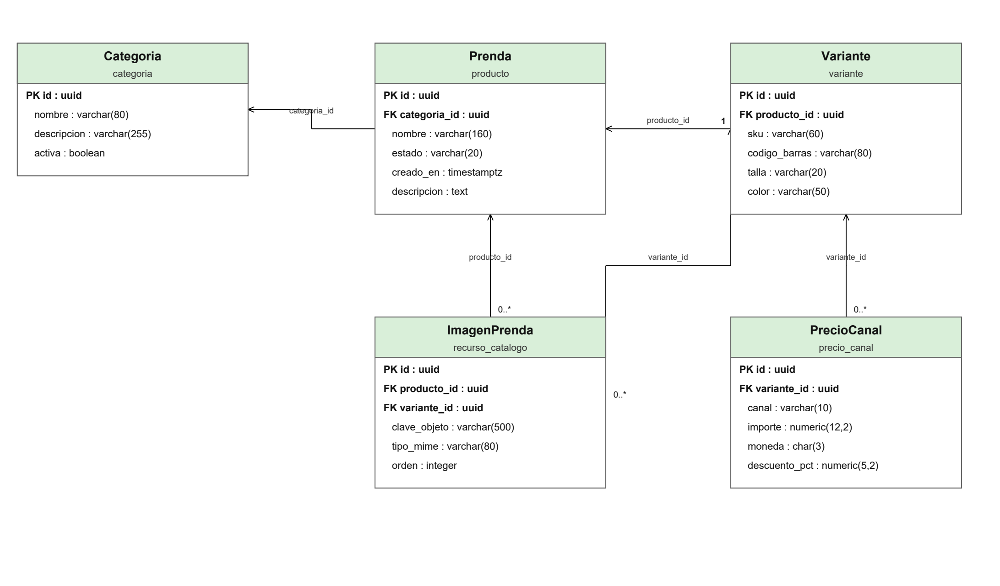 Categoria
categoria
PK id : uuid
nombre : varchar(80)
descripcion : varchar(255)
activa : boolean
categoria_id
Prenda
producto
PK id : uuid
FK categoria_id : uuid
nombre : varchar(160)
estado : varchar(20)
creado_en : timestamptz
descripcion : text
producto_id
1
Variante
variante
PK id : uuid
FK producto_id : uuid
sku : varchar(60)
codigo_barras : varchar(80)
talla : varchar(20)
color : varchar(50)
producto_id
0..*
variante_id
variante_id
0..*
ImagenPrenda
recurso_catalogo
PK id : uuid
FK producto_id : uuid
FK variante_id : uuid
clave_objeto : varchar(500)
tipo_mime : varchar(80)
orden : integer
0..*
PrecioCanal
precio_canal
PK id : uuid
FK variante_id : uuid
canal : varchar(10)
importe : numeric(12,2)
moneda : char(3)
descuento_pct : numeric(5,2)